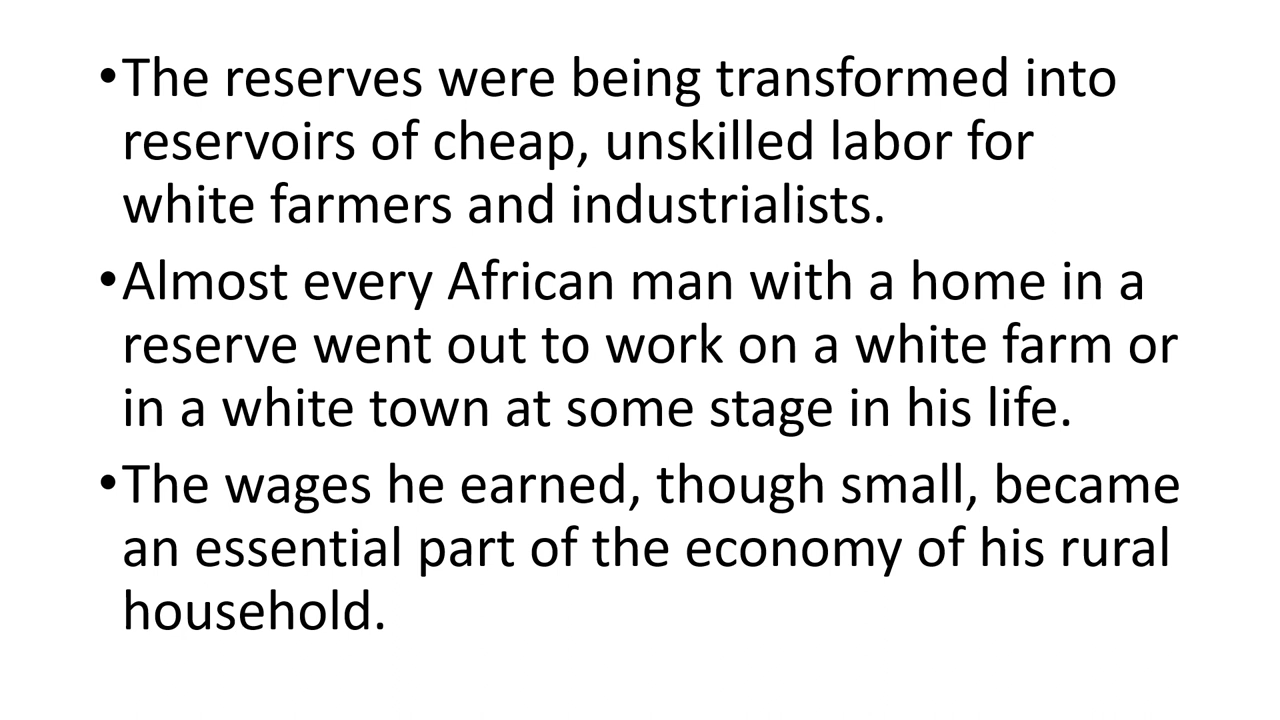 •The reserves were being transformed into
reservoirs of cheap, unskilled labor for
white farmers and industrialists.
•Almost every African man with a home in a
reserve went out to work on a white farm or
in a white town at some stage in his life.
•The wages he earned, though small, became
an essential part of the economy of his rural
household.